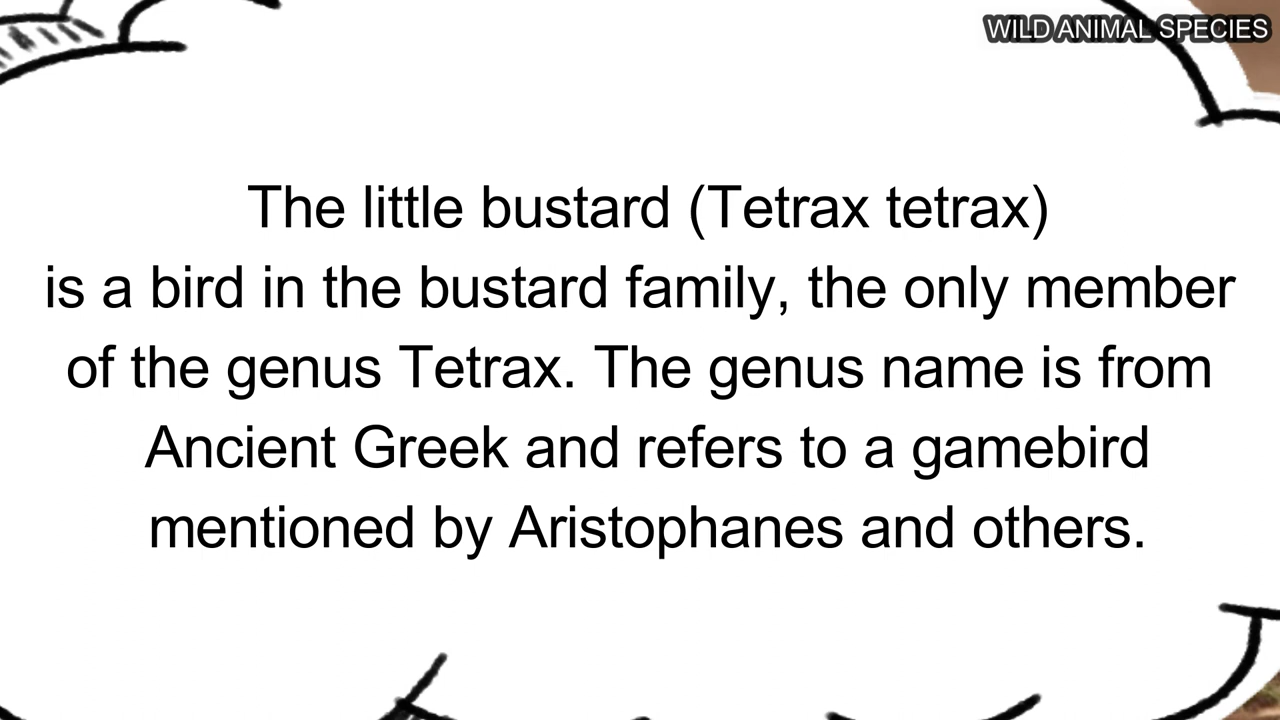 WILD ANIMAL SPECIES
The little bustard (Tetrax tetrax)
is a bird in the bustard family, the only member
of the genus Tetrax. The genus name is from
Ancient Greek and refers to a gamebird
mentioned by Aristophanes and others.